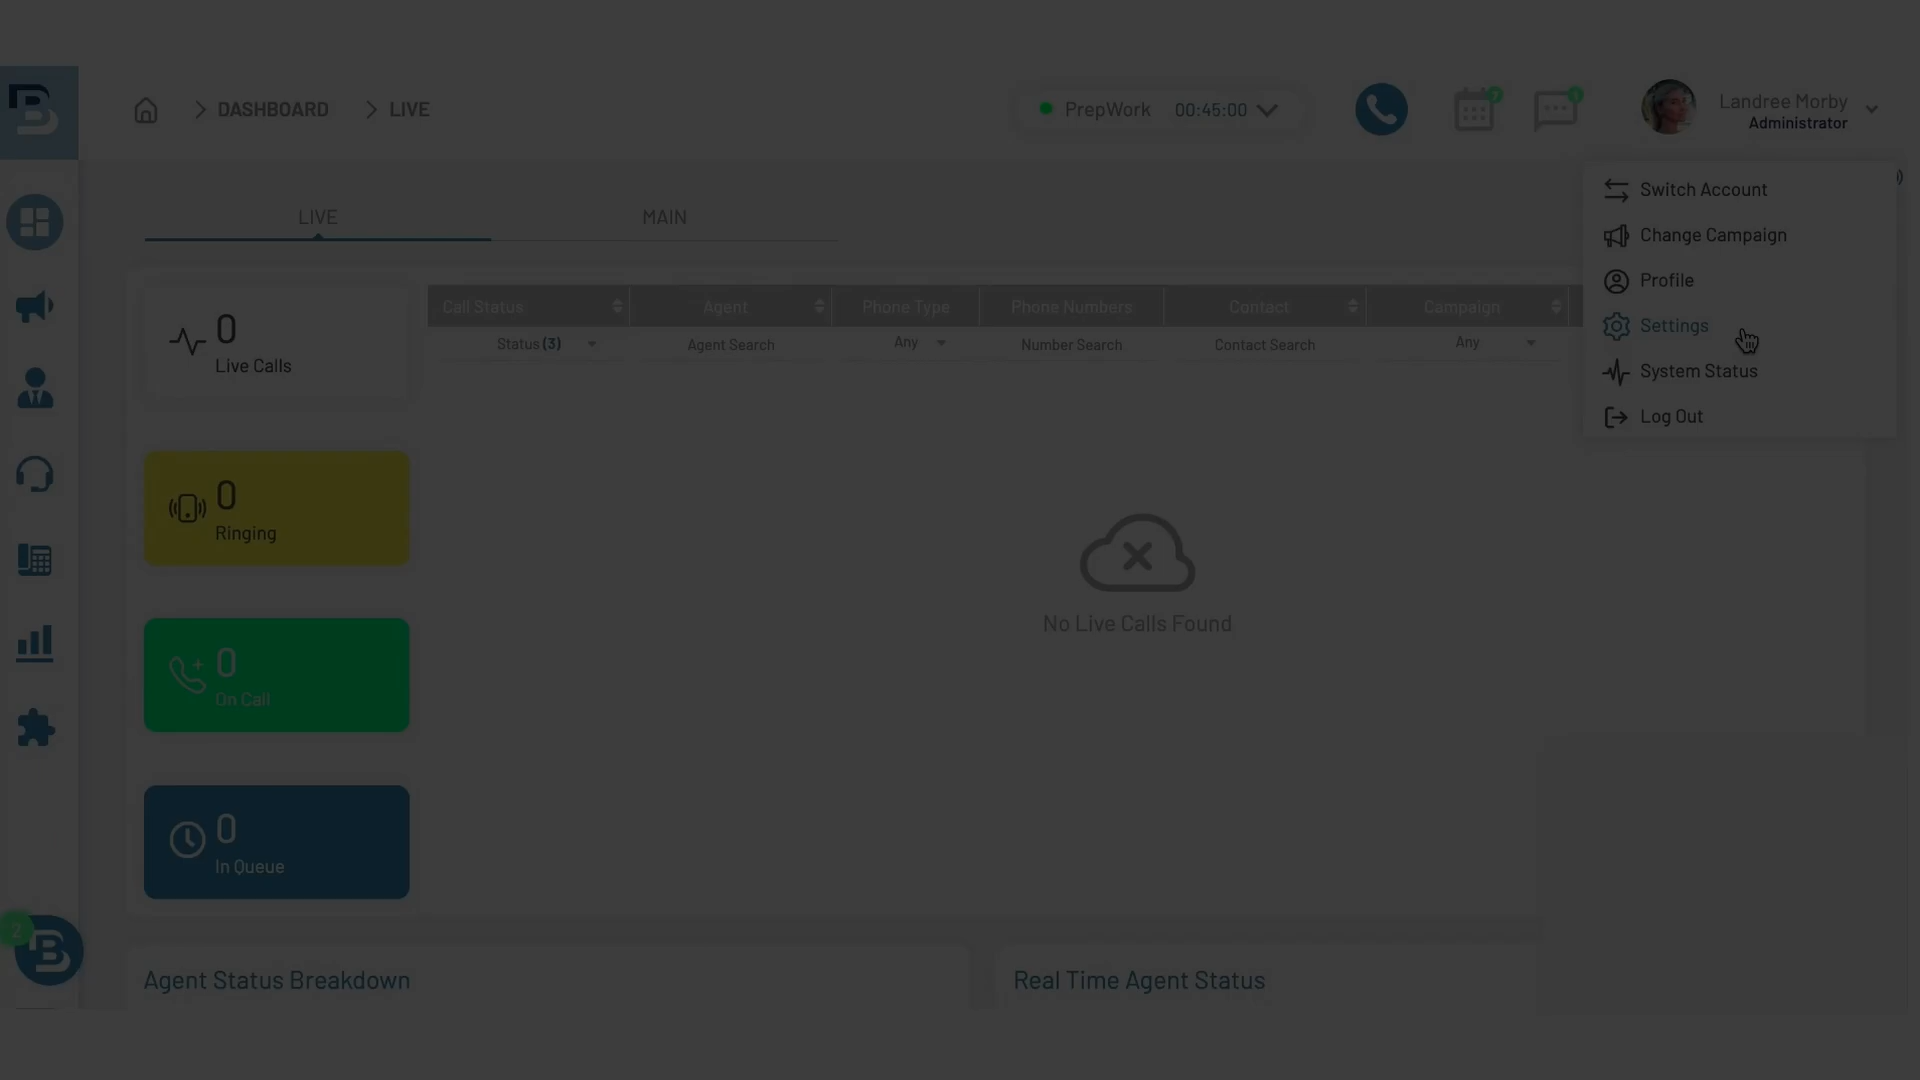 DASHBOARD
LIVE
PrepWork 00:45:00
Landree Morby
Administrator
Switch Account
Change Campaign
Profile
Settings
System Status
Log Out
LIVE MAIN
0
Live Calls
0
Ringing
0
On Call
0
In Queue
Call Status Agent Phone Type Phone Numbers Contact Campaign
Status (3) Agent Search Any Number Search Contact Search Any
No Live Calls Found
2
B
Agent Status Breakdown
Real Time Agent Status